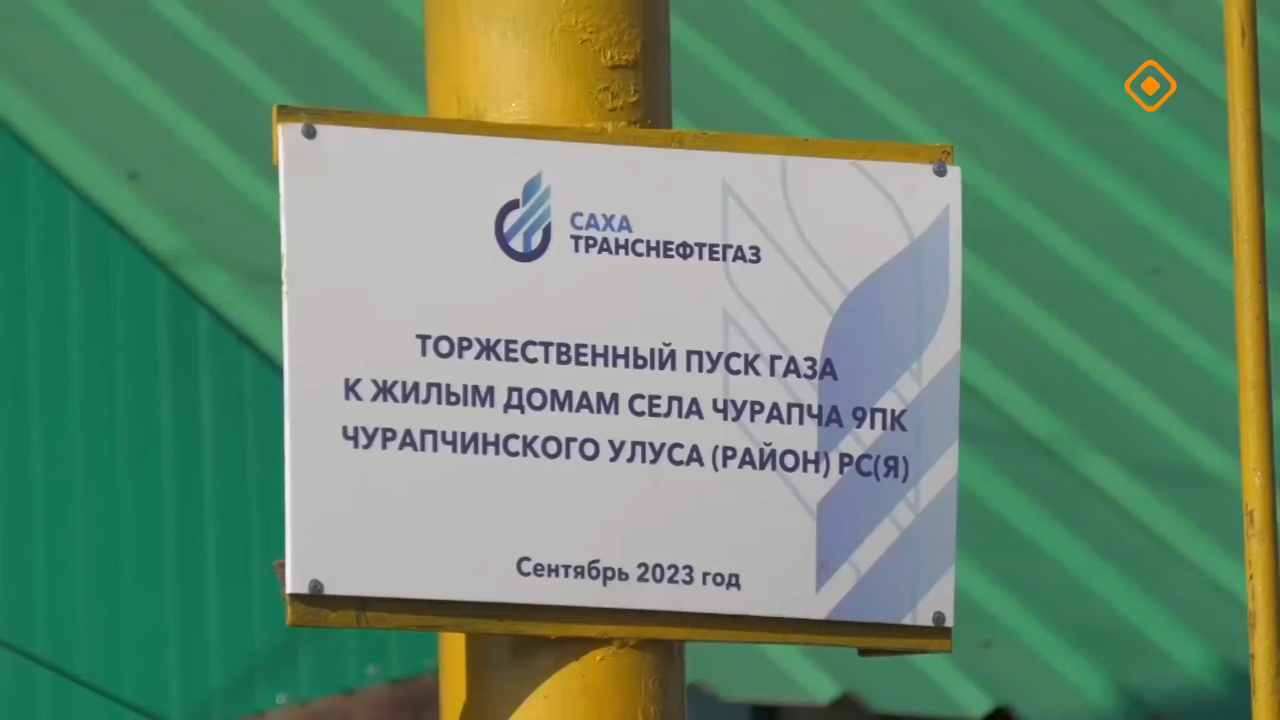 САХА
ТРАНСНЕФТЕГАЗ
ТОРЖЕСТВЕННЫЙ ПУСК ГАЗА
К ЖИЛЫМ ДОМАМ СЕЛА ЧУРАПЧА 9ПК
ЧУРАПЧИНСКОГО УЛУСА (РАЙОН) РС(Я)
Сентябрь 2023 год